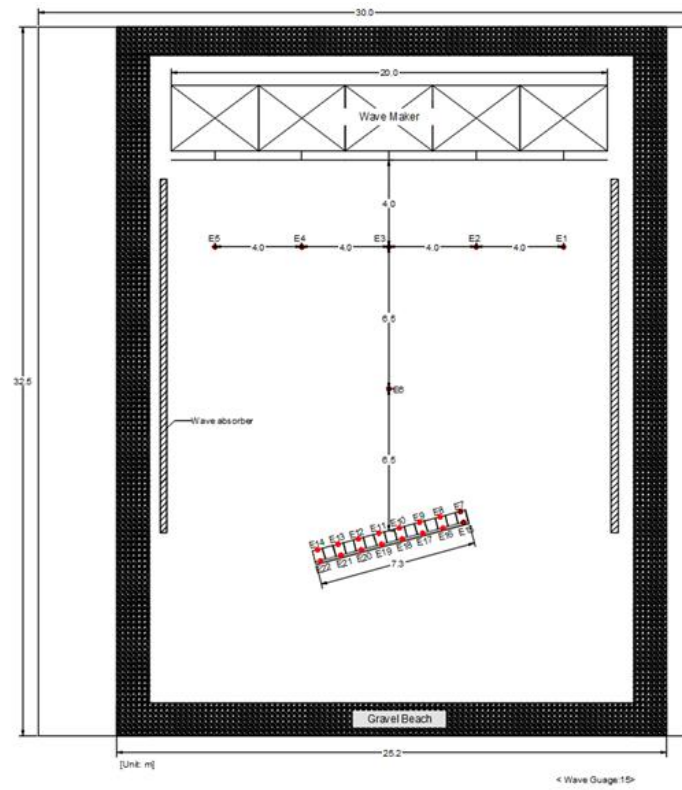 30.0
20.0
Wave Maker
4.0
E5
E4
E3
E2
E1
4.0
4.0
4.0
4.0
6.5
32.5
E6
Wave absorber
6.5
E14
E13
E12
E11
E10
E9
E8
E7
E22
E21
E20
E19
E18
E17
E16
E15
7.3
Gravel Beach
25.2
[Unit: m]
< Wave Guage:15>